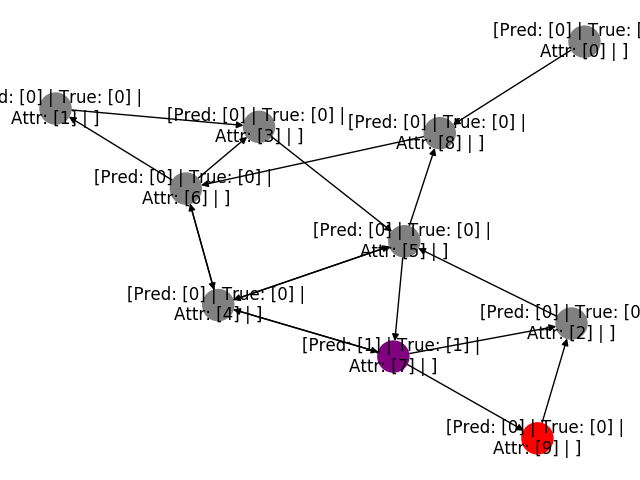 [Pred: [0] | True: [
Attr: [0] | ]
d: [0] | True: [0] |
Attr: [1] | ]
[Pred: [0] | True: [0] |
Attr: [3] | ]
[Pred: [0] | True: [0] |
Attr: [8] | ]
[Pred: [0] | True: [0] |
Attr: [6] | ]
[Pred: [0] | True: [0] |
Attr: [5] | ]
[Pred: [0] | True: [0] |
Attr: [4] | ]
[Pred: [0] | True: [0
Attr: [2] | ]
[Pred: [1] | True: [1] |
Attr: [7] | ]
[Pred: [0] | True: [0] |
Attr: [9] | ]